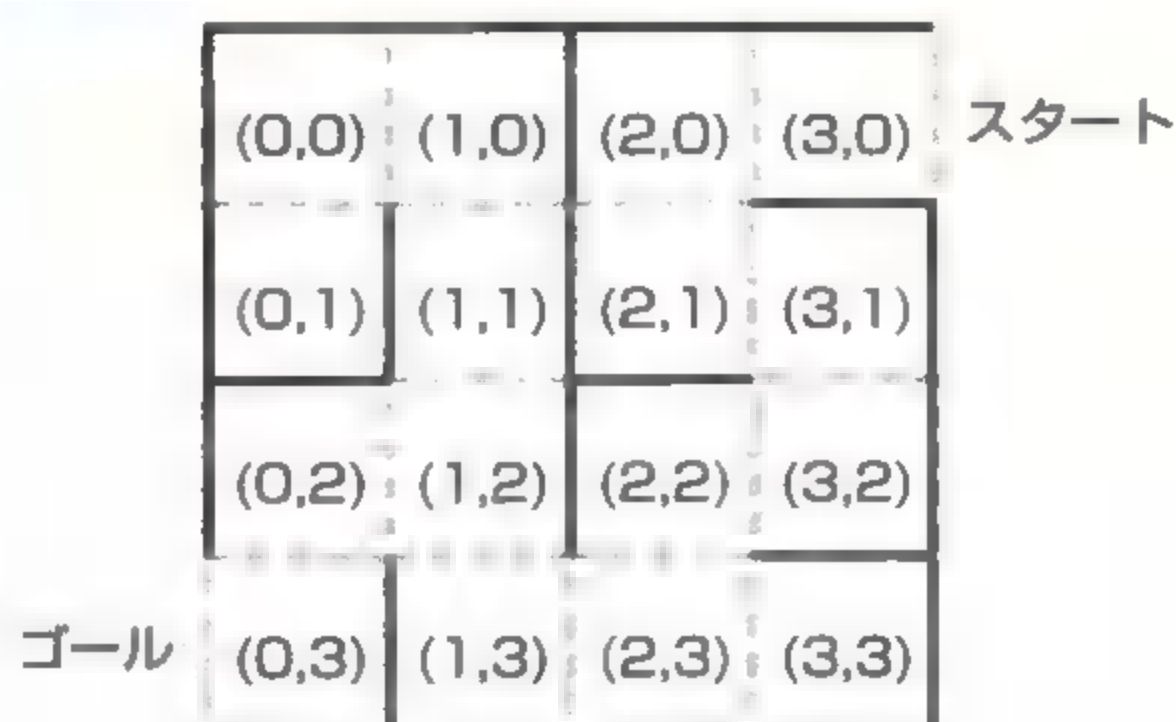 (0,0) (1,0) (2,0) (3,0) スタート
(0,1) (1,1) (2,1) (3,1)
(0,2) (1,2) (2,2) (3,2)
ゴール (0,3) (1,3) (2,3) (3,3)